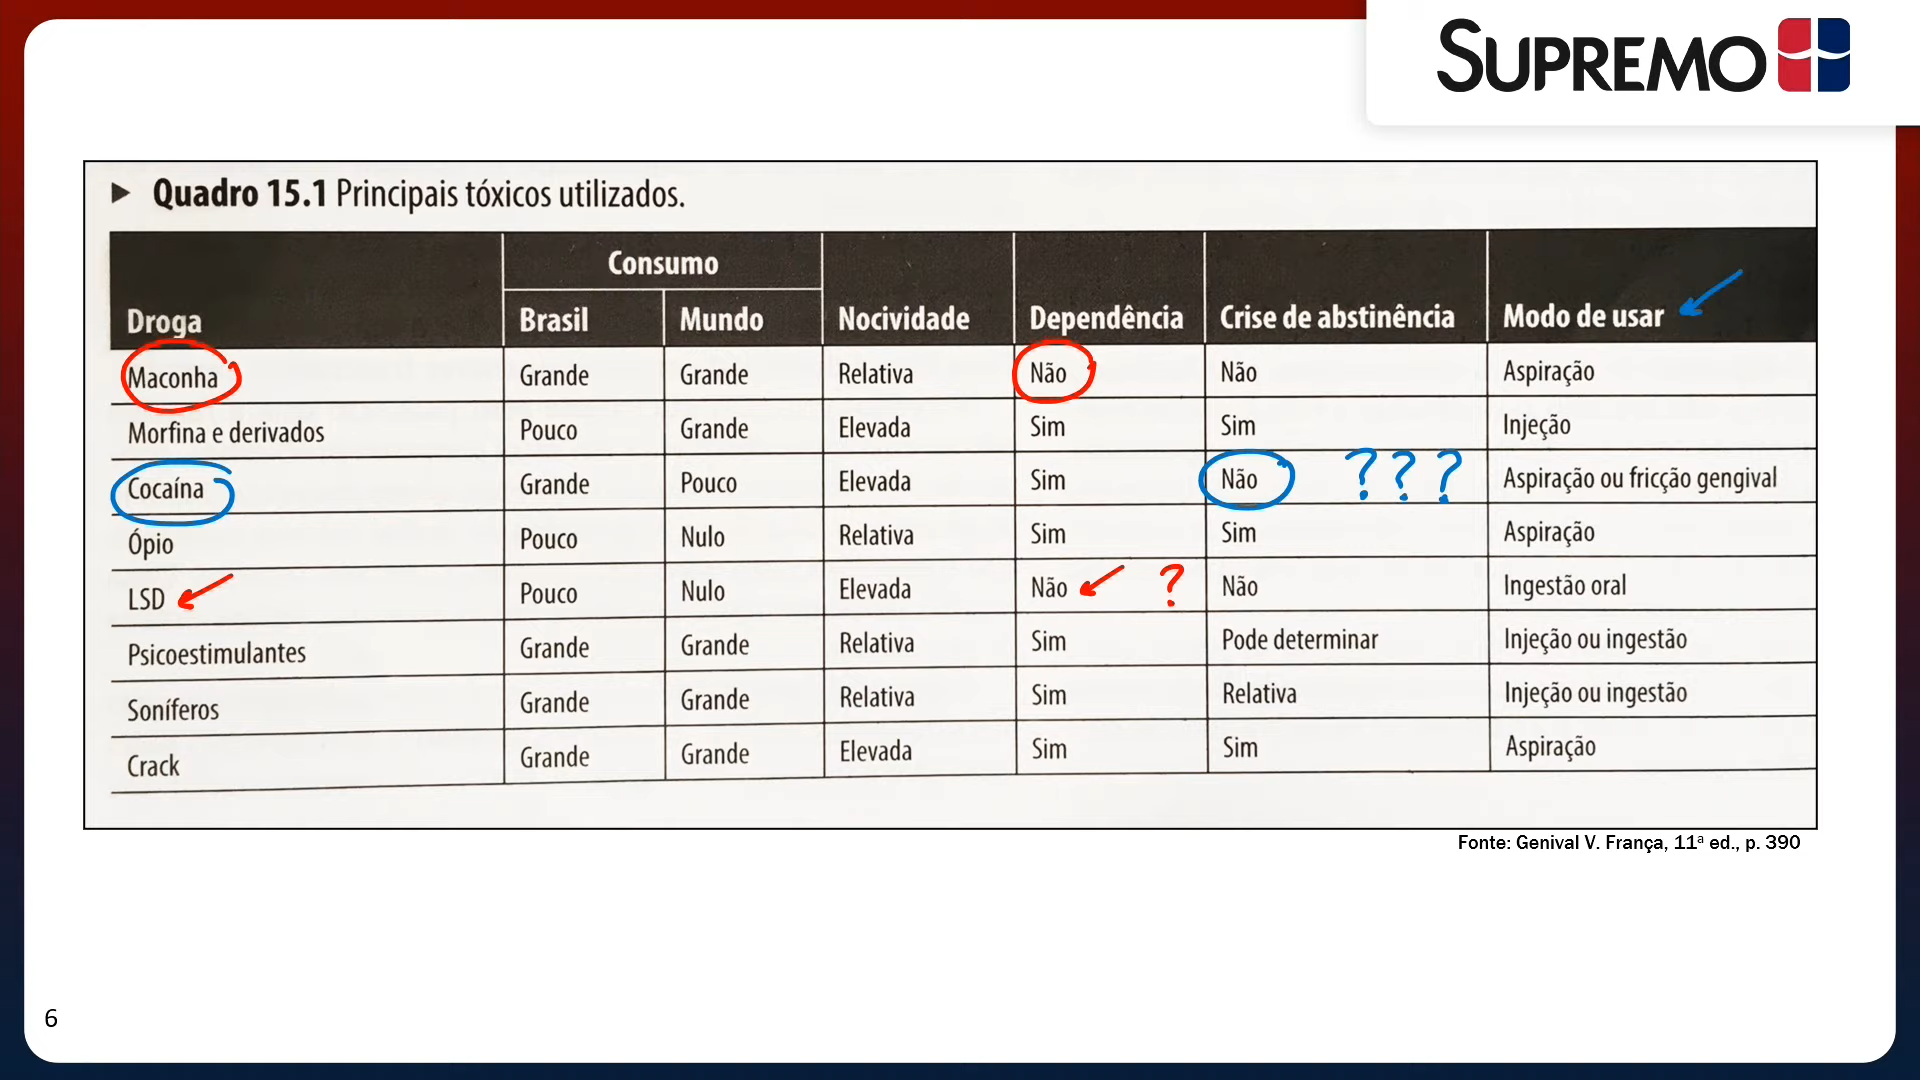 SUPREMO
► Quadro 15.1 Principais tóxicos utilizados.
Consumo
Droga Brasil Mundo Nocividade Dependência Crise de abstinência Modo de usar
Maconha Grande Grande Relativa Não Não Aspiração
Morfina e derivados Pouco Grande Elevada Sim Sim Injeção
Cocaína Grande Pouco Elevada Sim Não ??? Aspiração ou fricção gengival
Ópio Pouco Nulo Relativa Sim Sim Aspiração
LSD Pouco Nulo Elevada Não ? Não Ingestão oral
Psicoestimulantes Grande Grande Relativa Sim Pode determinar Injeção ou ingestão
Soníferos Grande Grande Relativa Sim Relativa Injeção ou ingestão
Crack Grande Grande Elevada Sim Sim Aspiração
Fonte: Genival V. França, 11ª ed., p. 390
6